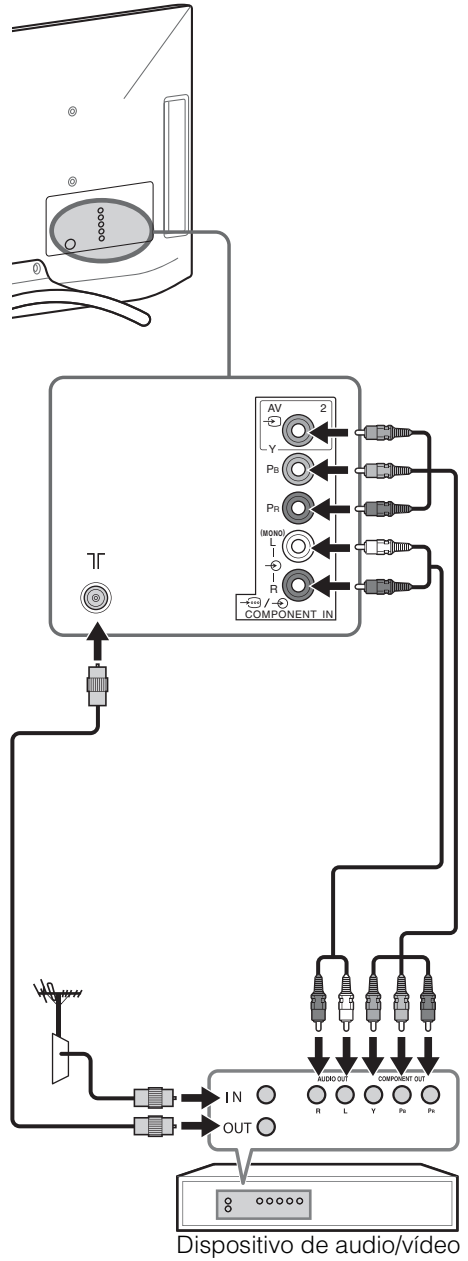 AV 2
Y
PB
PR
(MONO)
L
R
COMPONENT IN
IN
OUT
AUDIO OUT COMPONENT OUT
R L Y PB PR
Dispositivo de audio/vídeo